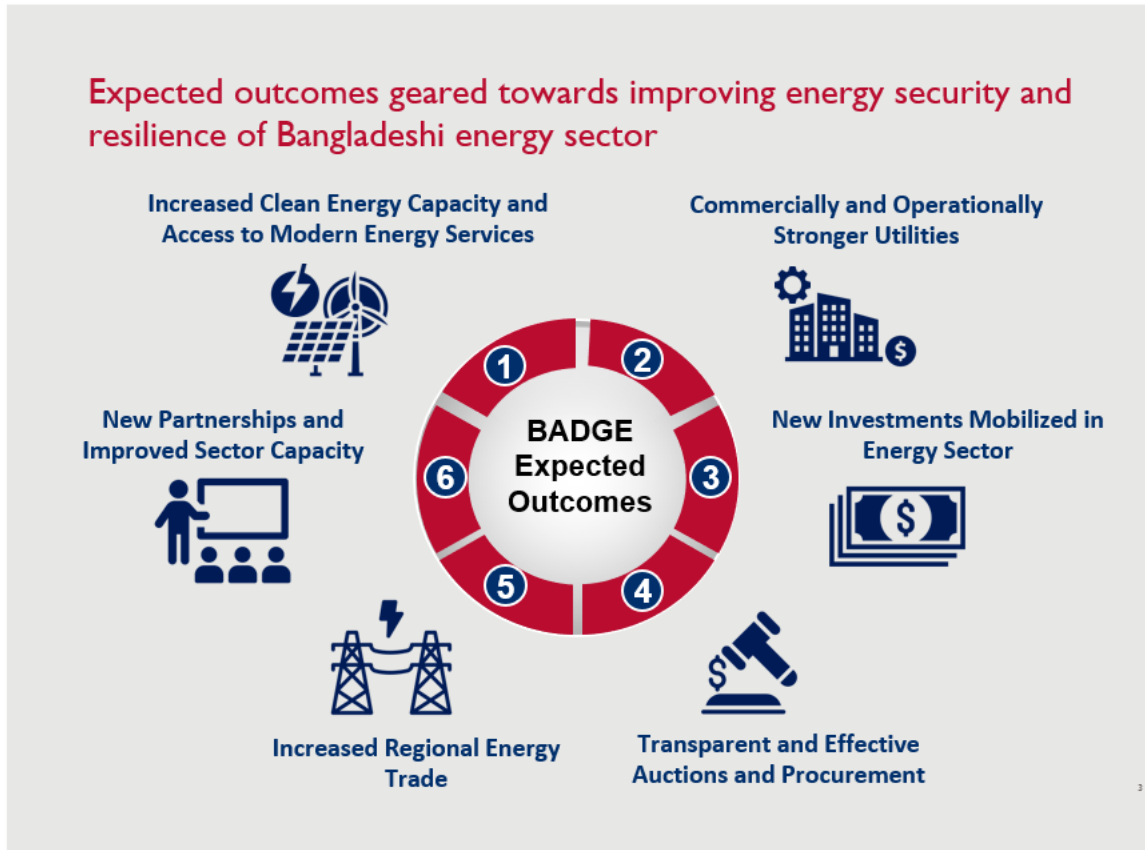 Expected outcomes geared towards improving energy security and
resilience of Bangladeshi energy sector
Increased Clean Energy Capacity and
Access to Modern Energy Services
Commercially and Operationally
Stronger Utilities
$
1
2
BADGE
Expected
Outcomes
New Partnerships and
Improved Sector Capacity
6
3
New Investments Mobilized in
Energy Sector
$
5
4
$
Increased Regional Energy
Trade
Transparent and Effective
Auctions and Procurement
3